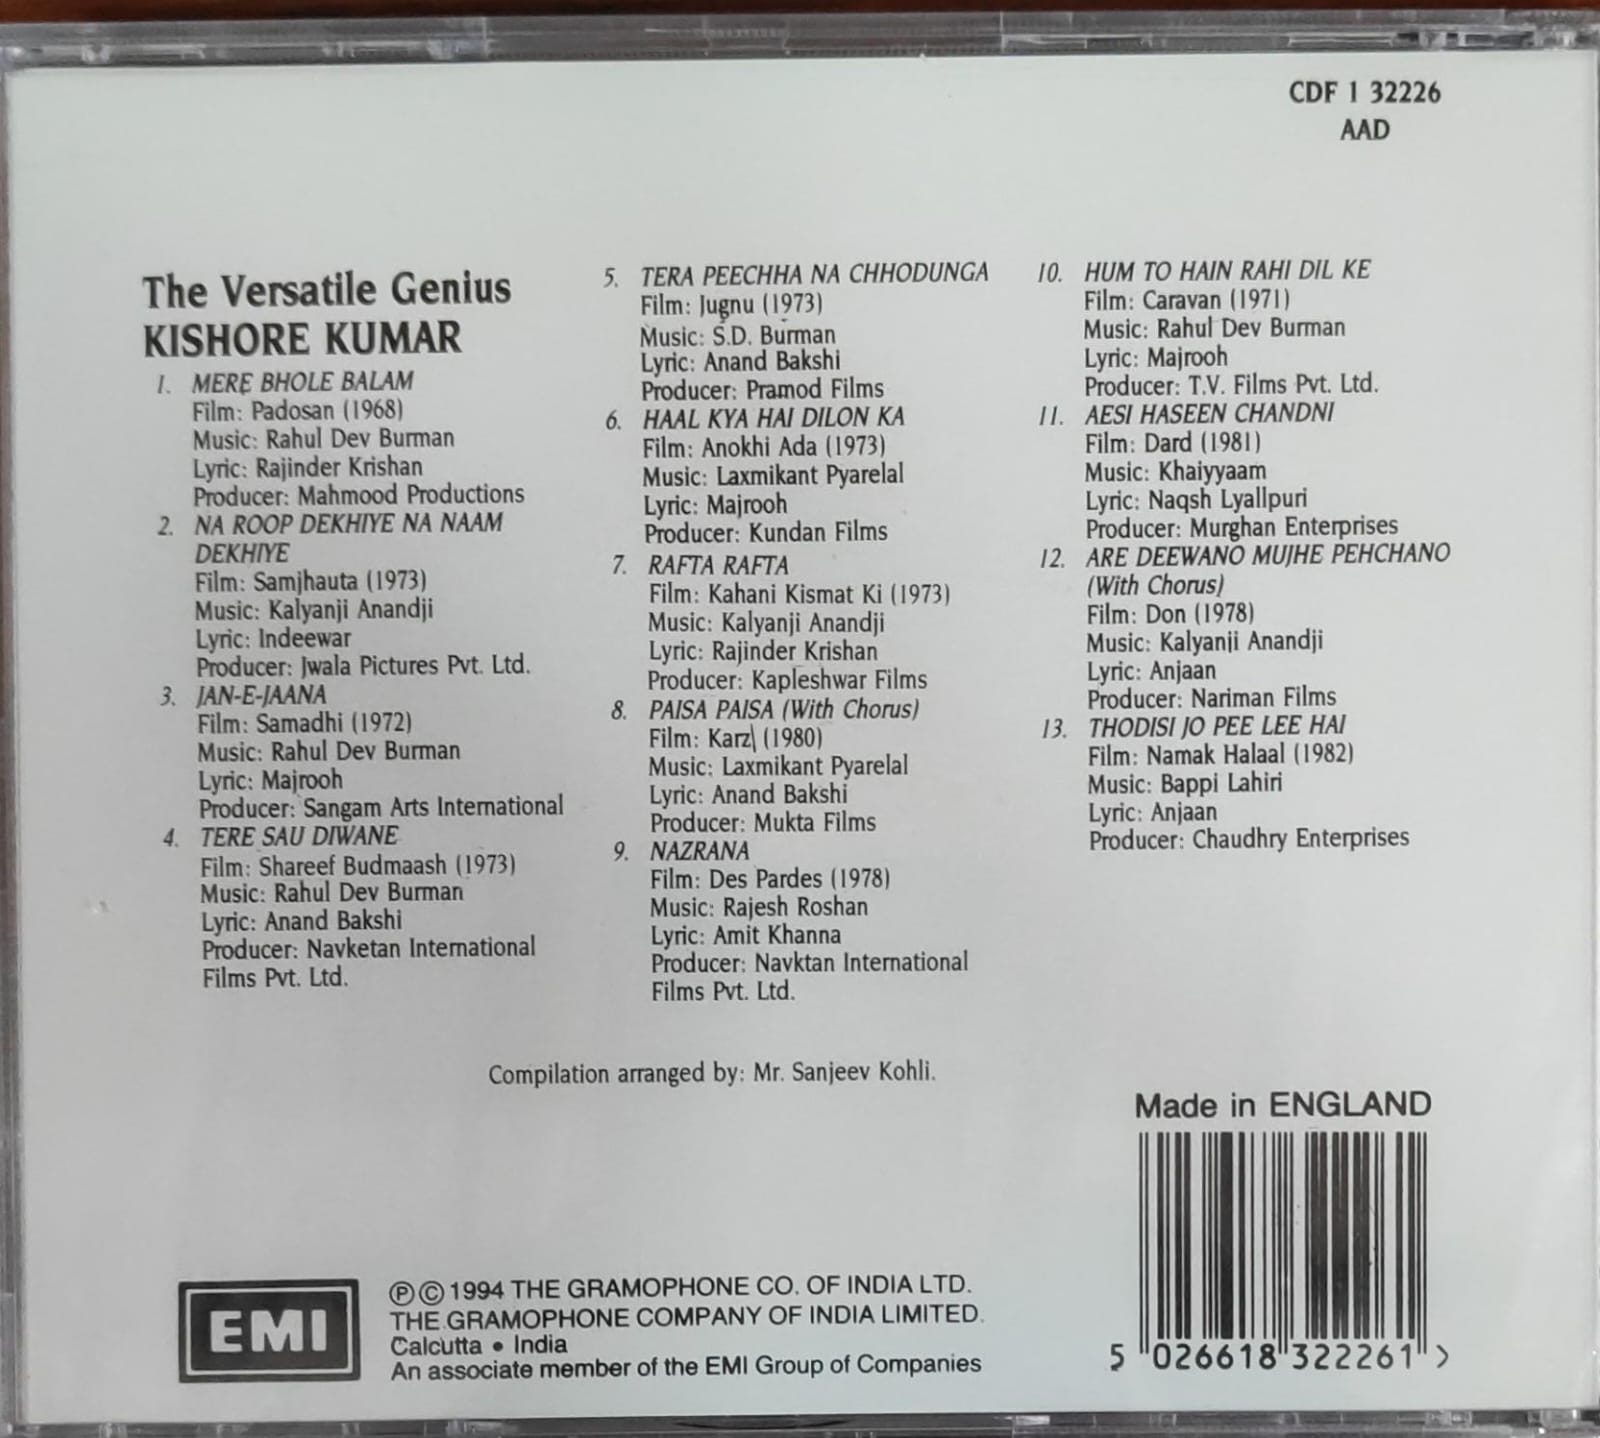 CDF 1 32226
AAD
The Versatile Genius
KISHORE KUMAR
1. MERE BHOLE BALAM
Film: Padosan (1968)
Music: Rahul Dev Burman
Lyric: Rajinder Krishan
Producer: Mahmood Productions
2. NA ROOP DEKHIYE NA NAAM
DEKHIYE
Film: Samjhauta (1973)
Music: Kalyanji Anandji
Lyric: Indeewar
Producer: Jwala Pictures Pvt. Ltd.
3. JAN-E-JAANA
Film: Samadhi (1972)
Music: Rahul Dev Burman
Lyric: Majrooh
Producer: Sangam Arts International
4. TERE SAU DIWANE
Film: Shareef Budmaash (1973)
Music: Rahul Dev Burman
Lyric: Anand Bakshi
Producer: Navketan International
Films Pvt. Ltd.
5. TERA PEECHHA NA CHHODUNGA
Film: Jugnu (1973)
Music: S.D. Burman
Lyric: Anand Bakshi
Producer: Pramod Films
6. HAAL KYA HAI DILON KA
Film: Anokhi Ada (1973)
Music: Laxmikant Pyarelal
Lyric: Majrooh
Producer: Kundan Films
7. RAFTA RAFTA
Film: Kahani Kismat Ki (1973)
Music: Kalyanji Anandji
Lyric: Rajinder Krishan
Producer: Kapleshwar Films
8. PAISA PAISA (With Chorus)
Film: Karz\ (1980)
Music: Laxmikant Pyarelal
Lyric: Anand Bakshi
Producer: Mukta Films
9. NAZRANA
Film: Des Pardes (1978)
Music: Rajesh Roshan
Lyric: Amit Khanna
Producer: Navktan International
Films Pvt. Ltd.
10. HUM TO HAIN RAHI DIL KE
Film: Caravan (1971)
Music: Rahul Dev Burman
Lyric: Majrooh
Producer: T.V. Films Pvt. Ltd.
11. AESI HASEEN CHANDNI
Film: Dard (1981)
Music: Khaiyyaam
Lyric: Naqsh Lyallpuri
Producer: Murghan Enterprises
12. ARE DEEWANO MUJHE PEHCHANO
(With Chorus)
Film: Don (1978)
Music: Kalyanji Anandji
Lyric: Anjaan
Producer: Nariman Films
13. THODISI JO PEE LEE HAI
Film: Namak Halaal (1982)
Music: Bappi Lahiri
Lyric: Anjaan
Producer: Chaudhry Enterprises
Compilation arranged by: Mr. Sanjeev Kohli.
Made in ENGLAND
5 026618 322261 >
EMI
℗ © 1994 THE GRAMOPHONE CO. OF INDIA LTD.
THE GRAMOPHONE COMPANY OF INDIA LIMITED.
Calcutta • India
An associate member of the EMI Group of Companies